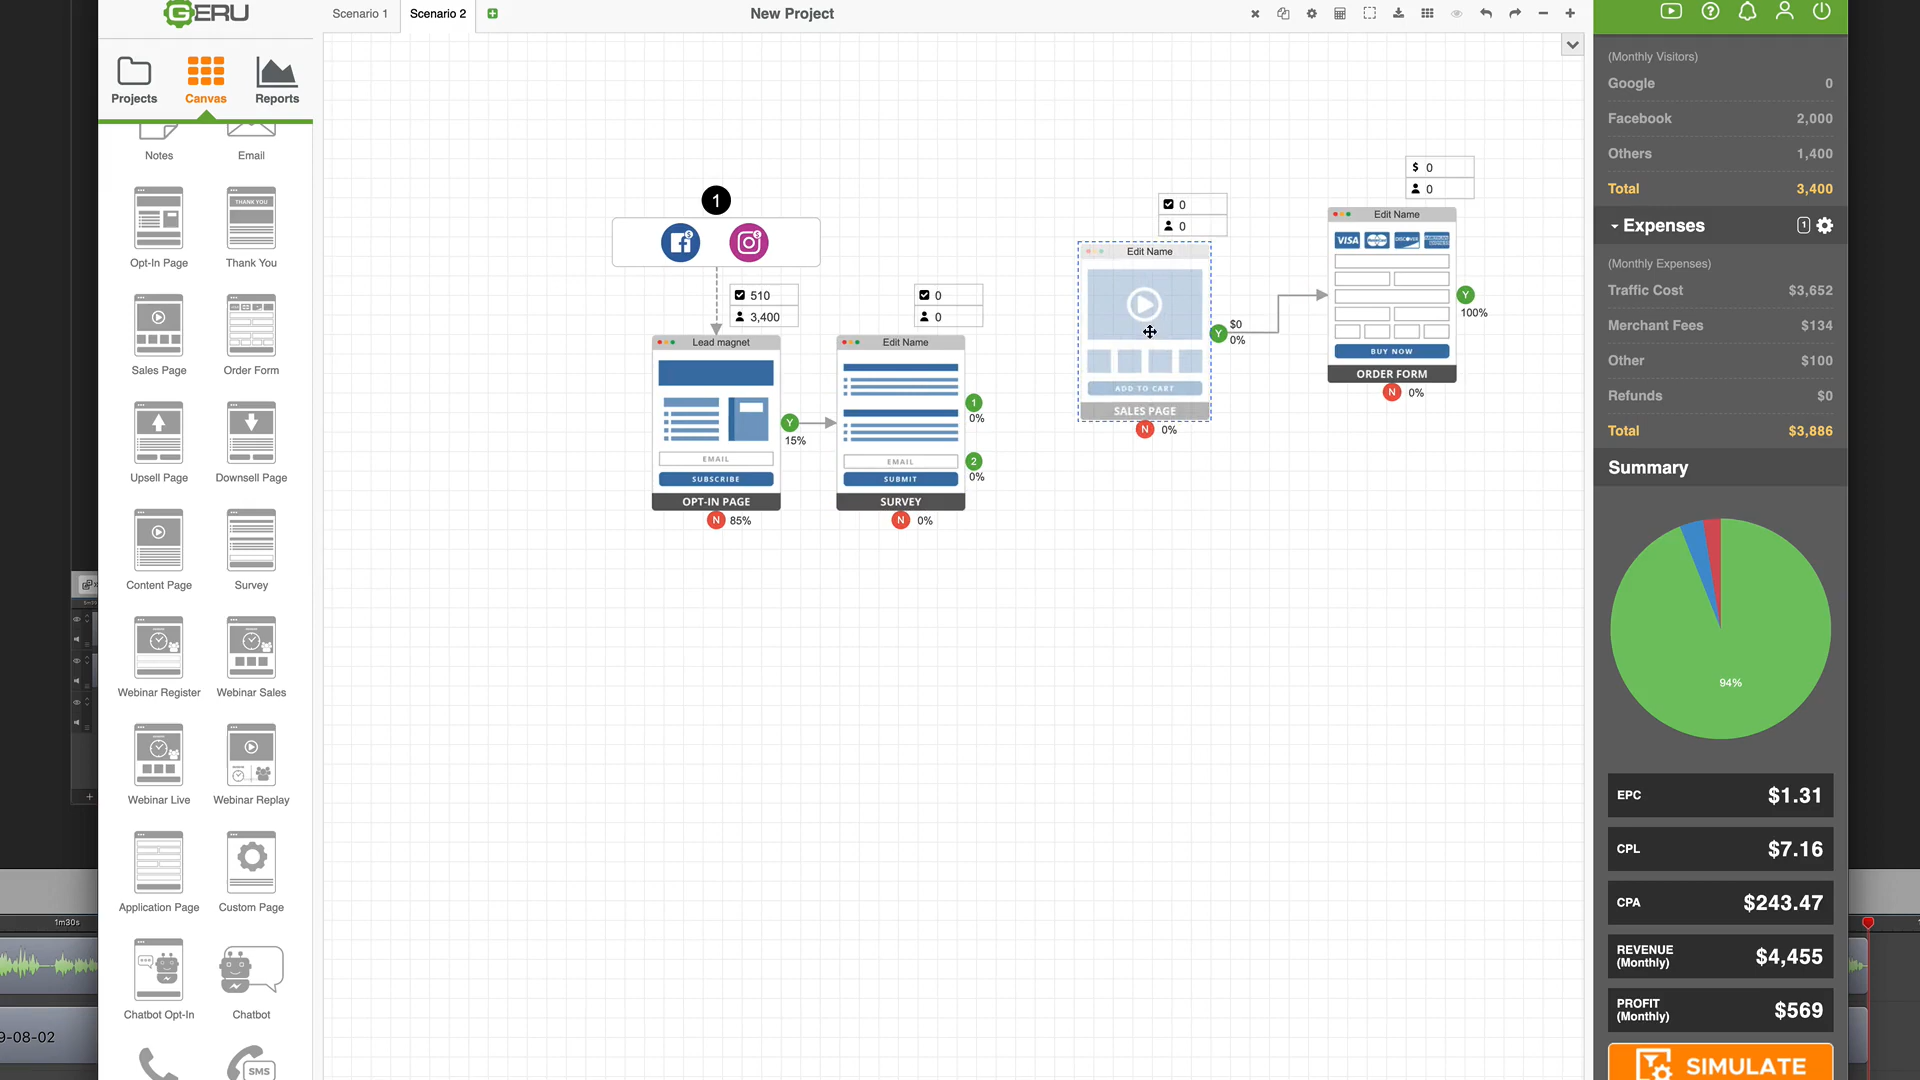 GERU
Scenario 1
Scenario 2
New Project
Projects
Canvas
Reports
Notes
Email
Opt-In Page
THANK YOU
Thank You
Sales Page
Order Form
Upsell Page
Downsell Page
Content Page
Survey
Webinar Register
Webinar Sales
Webinar Live
Webinar Replay
Application Page
Custom Page
Chatbot Opt-In
Chatbot
SMS
1m30s
9-08-02
1
510
3,400
Lead magnet
EMAIL
SUBSCRIBE
OPT-IN PAGE
Y
15%
N
85%
0
0
Edit Name
EMAIL
SUBMIT
SURVEY
1
0%
2
0%
N
0%
0
0
Edit Name
ADD TO CART
SALES PAGE
Y
$0
0%
N
0%
$ 0
0
Edit Name
VISA
DISCOVER
BUY NOW
ORDER FORM
Y
100%
N
0%
(Monthly Visitors)
Google 0
Facebook 2,000
Others 1,400
Total 3,400
Expenses 1
(Monthly Expenses)
Traffic Cost $3,652
Merchant Fees $134
Other $100
Refunds $0
Total $3,886
Summary
94%
EPC $1.31
CPL $7.16
CPA $243.47
REVENUE
(Monthly) $4,455
PROFIT
(Monthly) $569
SIMULATE